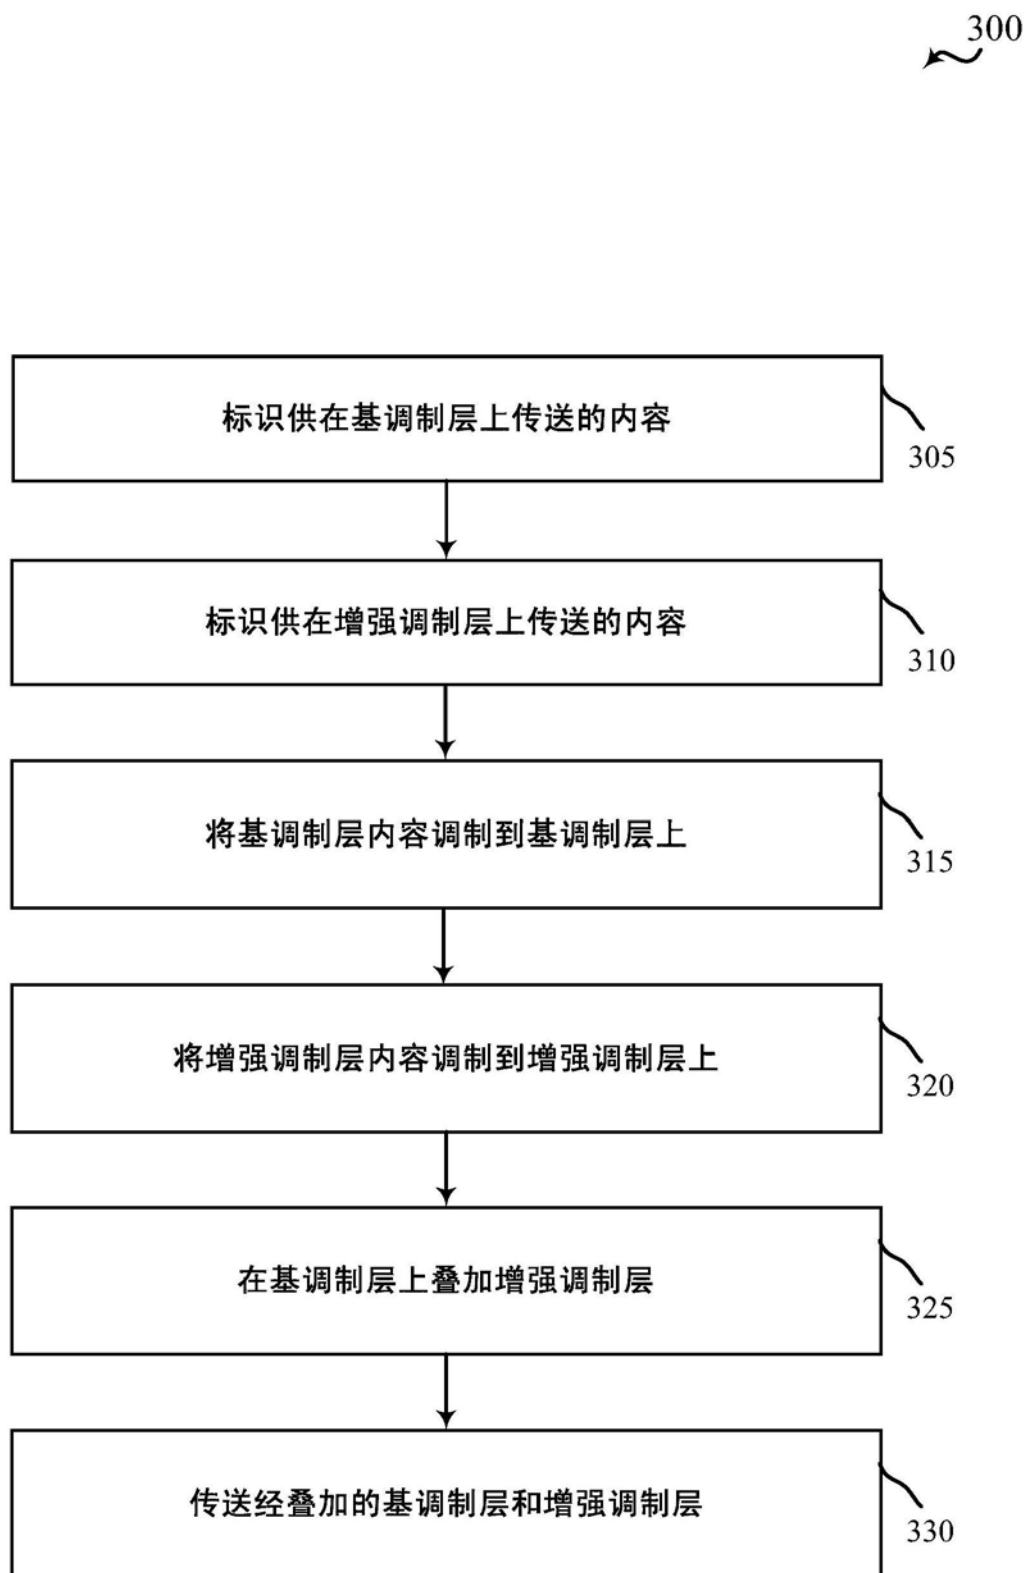 300
标识供在基调制层上传送的内容
305
标识供在增强调制层上传送的内容
310
将基调制层内容调制到基调制层上
315
将增强调制层内容调制到增强调制层上
320
在基调制层上叠加增强调制层
325
传送经叠加的基调制层和增强调制层
330